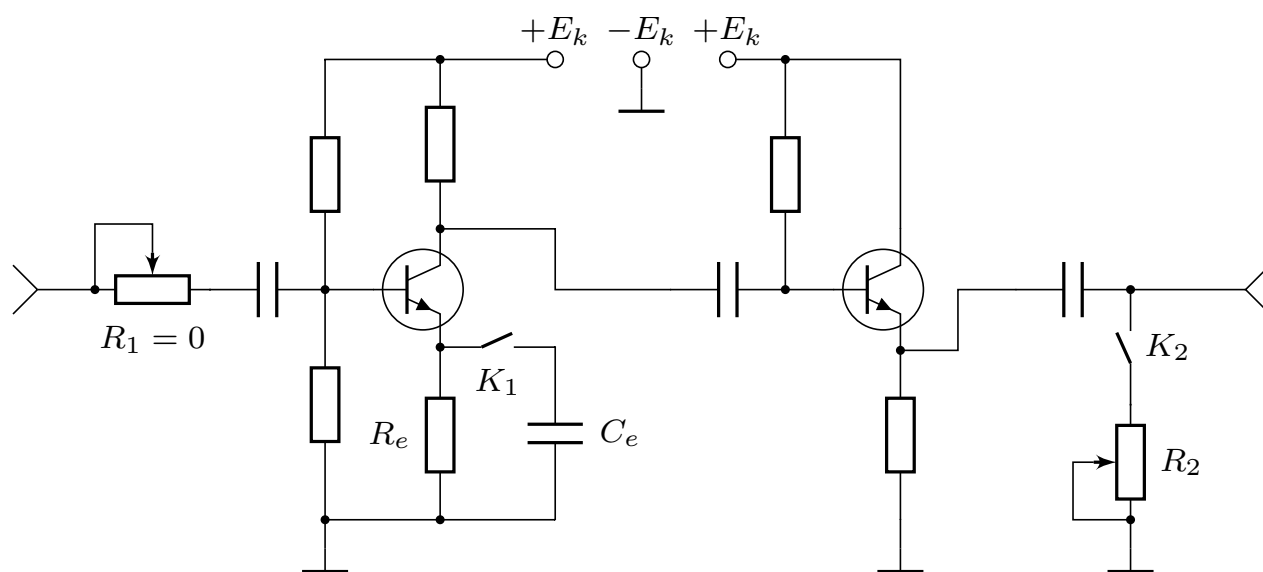 +E_k −E_k +E_k
R_1 = 0
K_1
K_2
R_e
C_e
R_2